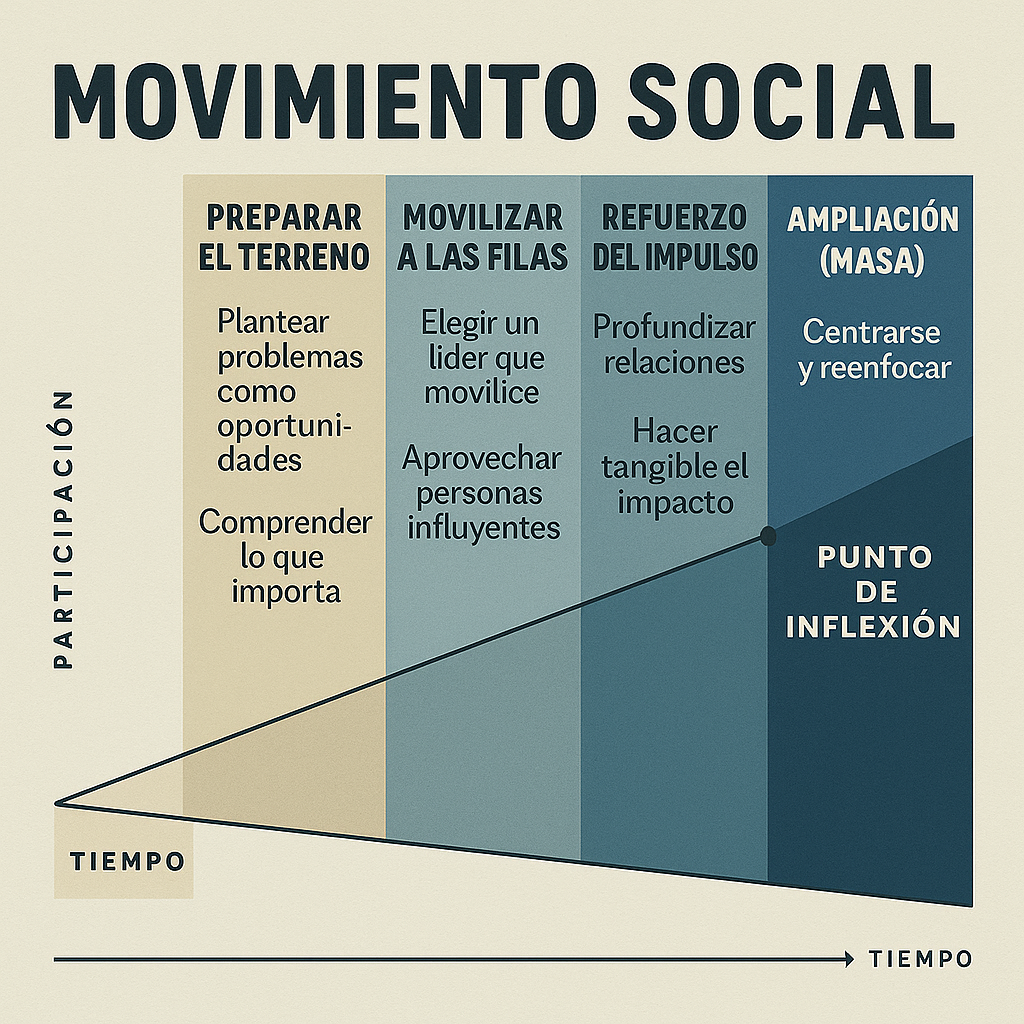 MOVIMIENTO SOCIAL
PREPARAR
EL TERRENO
Plantear
problemas
como
oportuni-
dades
Comprender
lo que
importa
MOVILIZAR
A LAS FILAS
Elegir un
lider que
movilice
Aprovechar
personas
influyentes
REFUERZO
DEL IMPULSO
Profundizar
relaciones
Hacer
tangible el
impacto
AMPLIACIÓN
(MASA)
Centrarse
y reenfocar
PUNTO
DE
INFLEXIÓN
PARTICIPACIÓN
TIEMPO
TIEMPO